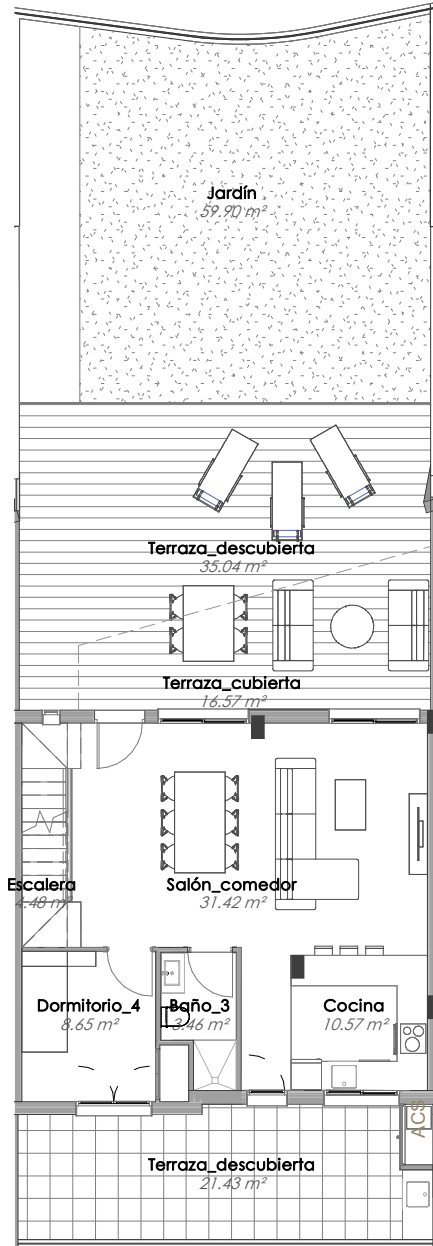 Jardín
59.90 m²
Terraza_descubierta
35.04 m²
Terraza_cubierta
16.57 m²
Escalera
4.48 m²
Salón_comedor
31.42 m²
Dormitorio_4
8.65 m²
Baño_3
3.46 m²
Cocina
10.57 m²
ACS
Terraza_descubierta
21.43 m²